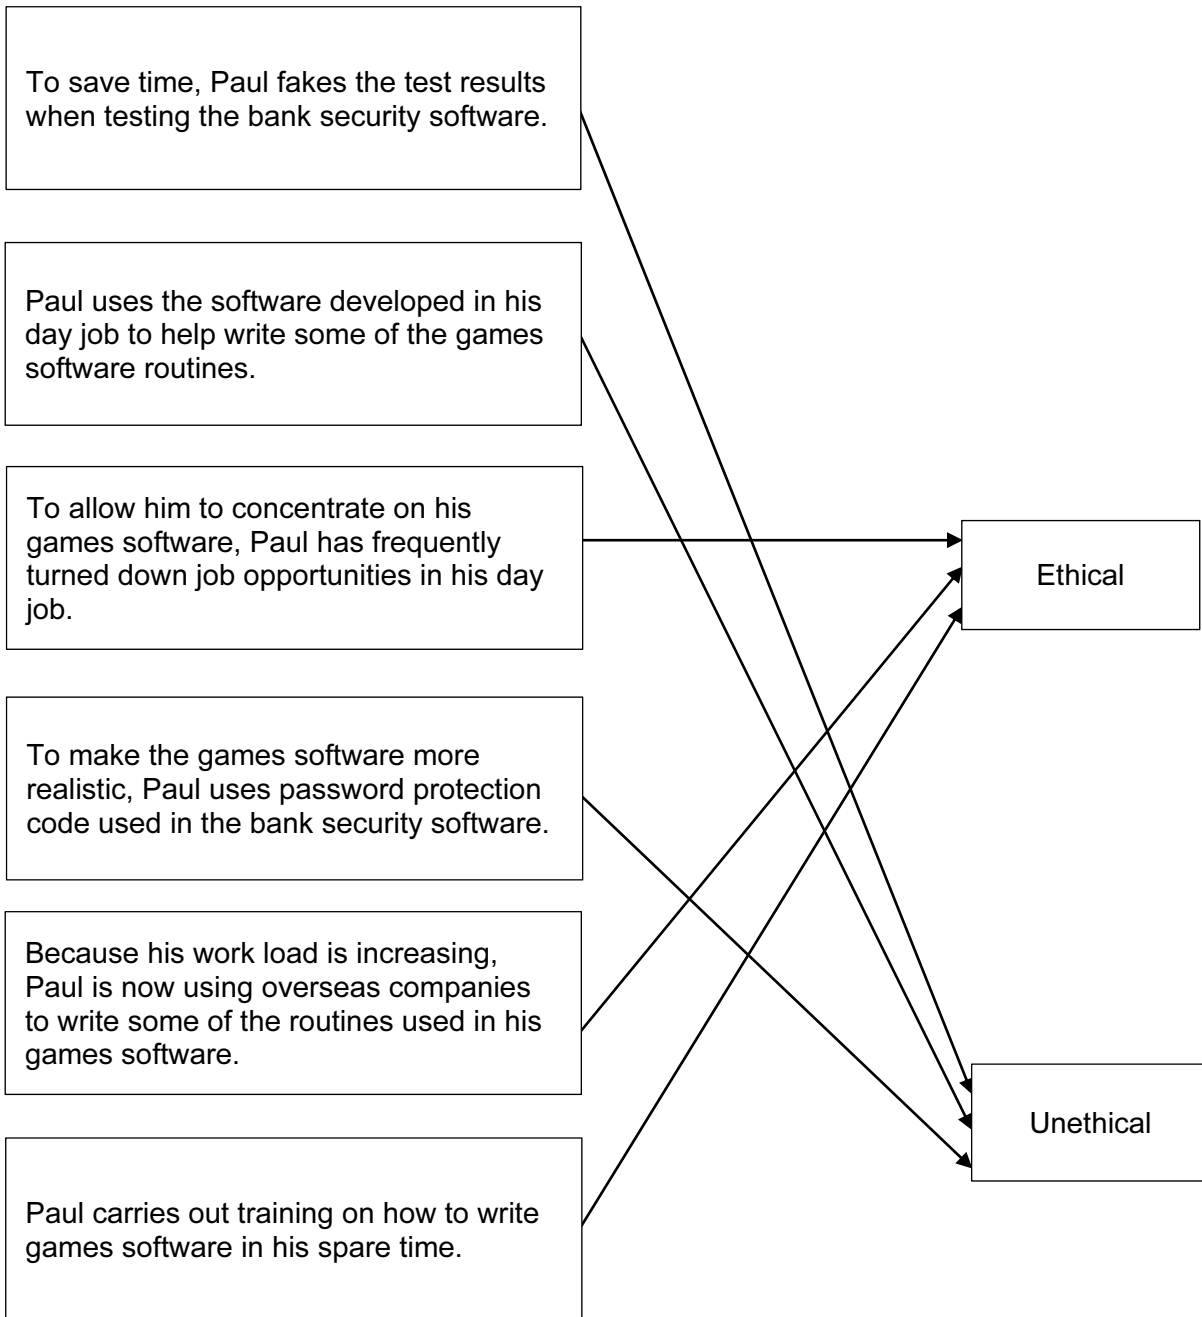 To save time, Paul fakes the test results
when testing the bank security software.
Paul uses the software developed in his
day job to help write some of the games
software routines.
To allow him to concentrate on his
games software, Paul has frequently
turned down job opportunities in his day
job.
Ethical
To make the games software more
realistic, Paul uses password protection
code used in the bank security software.
Because his work load is increasing,
Paul is now using overseas companies
to write some of the routines used in his
games software.
Unethical
Paul carries out training on how to write
games software in his spare time.